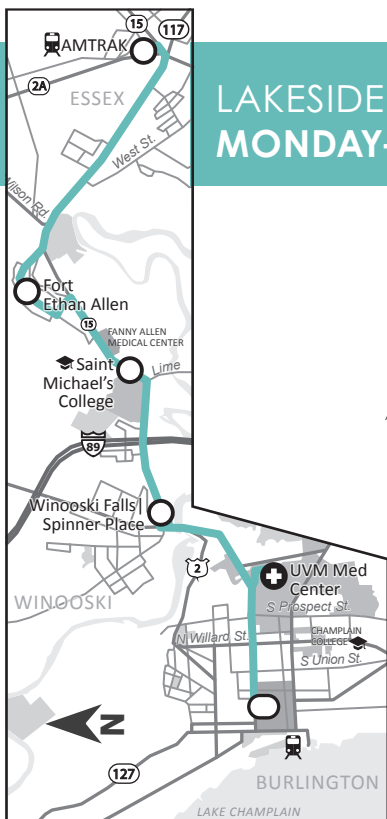 15
117
AMTRAK
2A
ESSEX
LAKESIDE
MONDAY-
West St.
Wilson Rd.
Fort
Ethan Allen
15
FANNY ALLEN
MEDICAL CENTER
Saint
Michael's
College
Lime
89
Winooski Falls
Spinner Place
2
UVM Med
Center
S Prospect St.
WINOOSKI
N Willard St.
CHAMPLAIN
COLLEGE
S Union St.
N
127
BURLINGTON
LAKE CHAMPLAIN